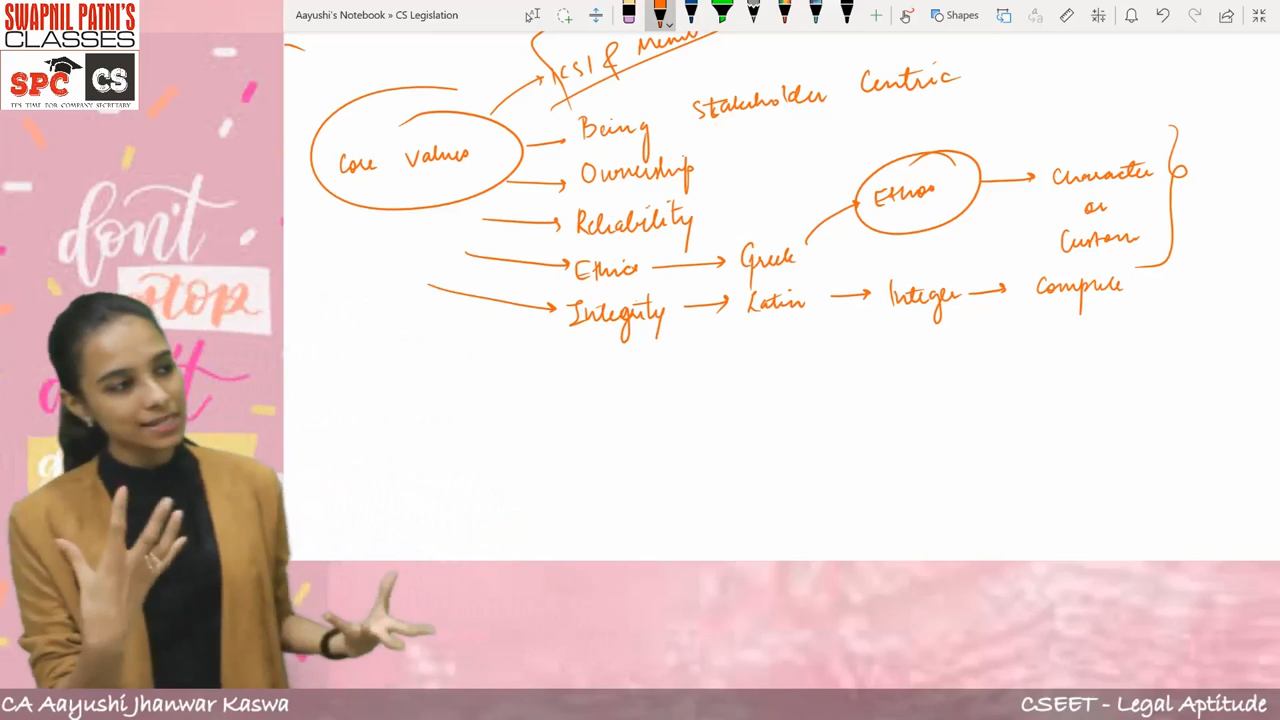 SWAPNIL PATNI'S
CLASSES
SPC CS
IT'S TIME FOR COMPANY SECRETARY
Aayushi's Notebook » CS Legislation
Shapes
ICSI &
Core Values
Being Stakeholder Centric
Ownership
Reliability
Ethics → Greek → Ethos → Character
or
Custom
Integrity → Latin → Integer → Complete
don't
stop
CA Aayushi Jhanwar Kaswa
CSEET - Legal Aptitude